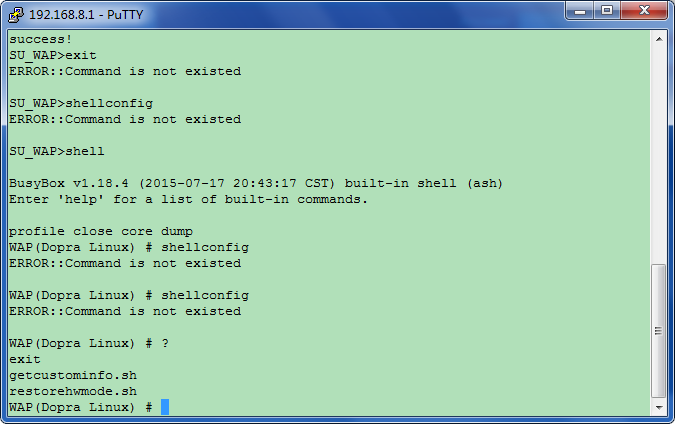 192.168.8.1 - PuTTY
success!
SU_WAP>exit
ERROR::Command is not existed
SU_WAP>shellconfig
ERROR::Command is not existed
SU_WAP>shell
BusyBox v1.18.4 (2015-07-17 20:43:17 CST) built-in shell (ash)
Enter 'help' for a list of built-in commands.
profile close core dump
WAP(Dopra Linux) # shellconfig
ERROR::Command is not existed
WAP(Dopra Linux) # shellconfig
ERROR::Command is not existed
WAP(Dopra Linux) # ?
exit
getcustominfo.sh
restorehwmode.sh
WAP(Dopra Linux) #